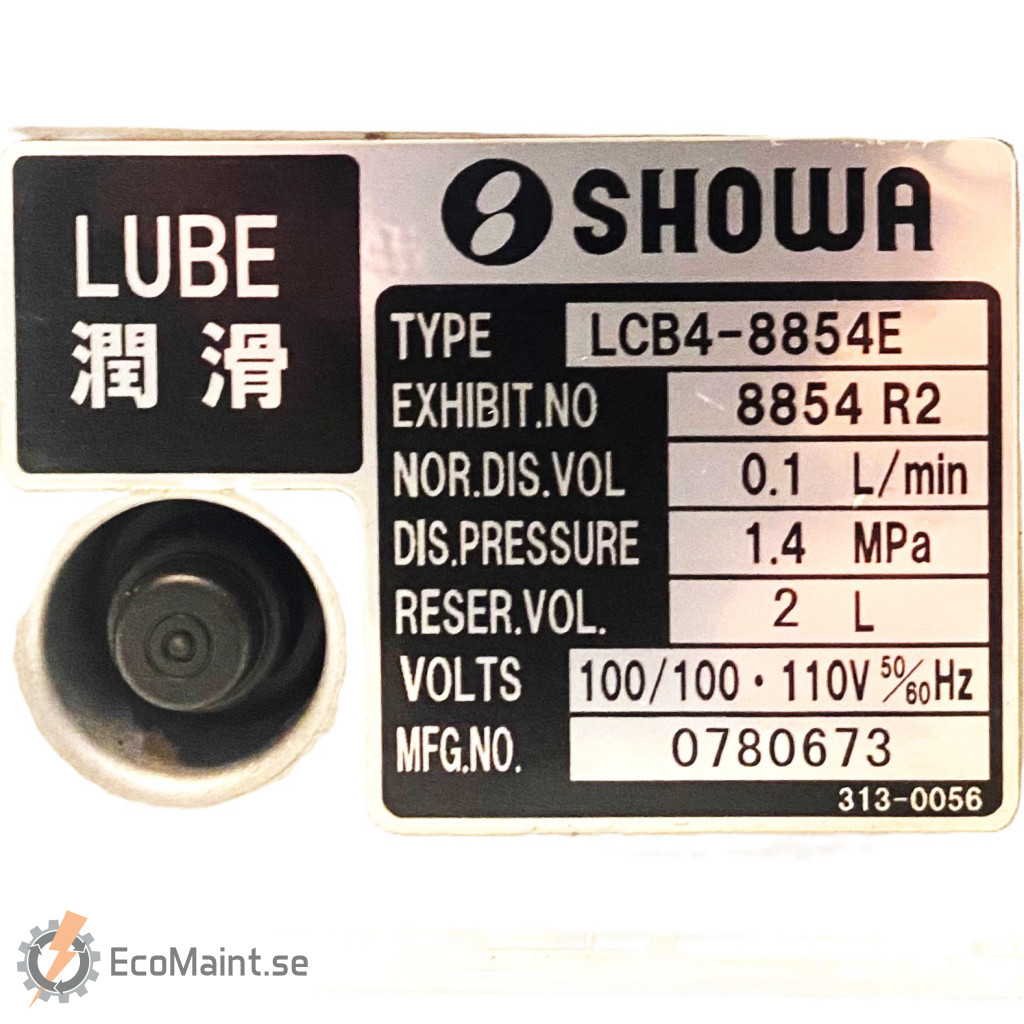 LUBE
潤滑
SHOWA
TYPE LCB4-8854E
EXHIBIT.NO 8854 R2
NOR.DIS.VOL 0.1 L/min
DIS.PRESSURE 1.4 MPa
RESER.VOL. 2 L
VOLTS 100/100・110V 50/60Hz
MFG.NO. 0780673
313-0056
EcoMaint.se